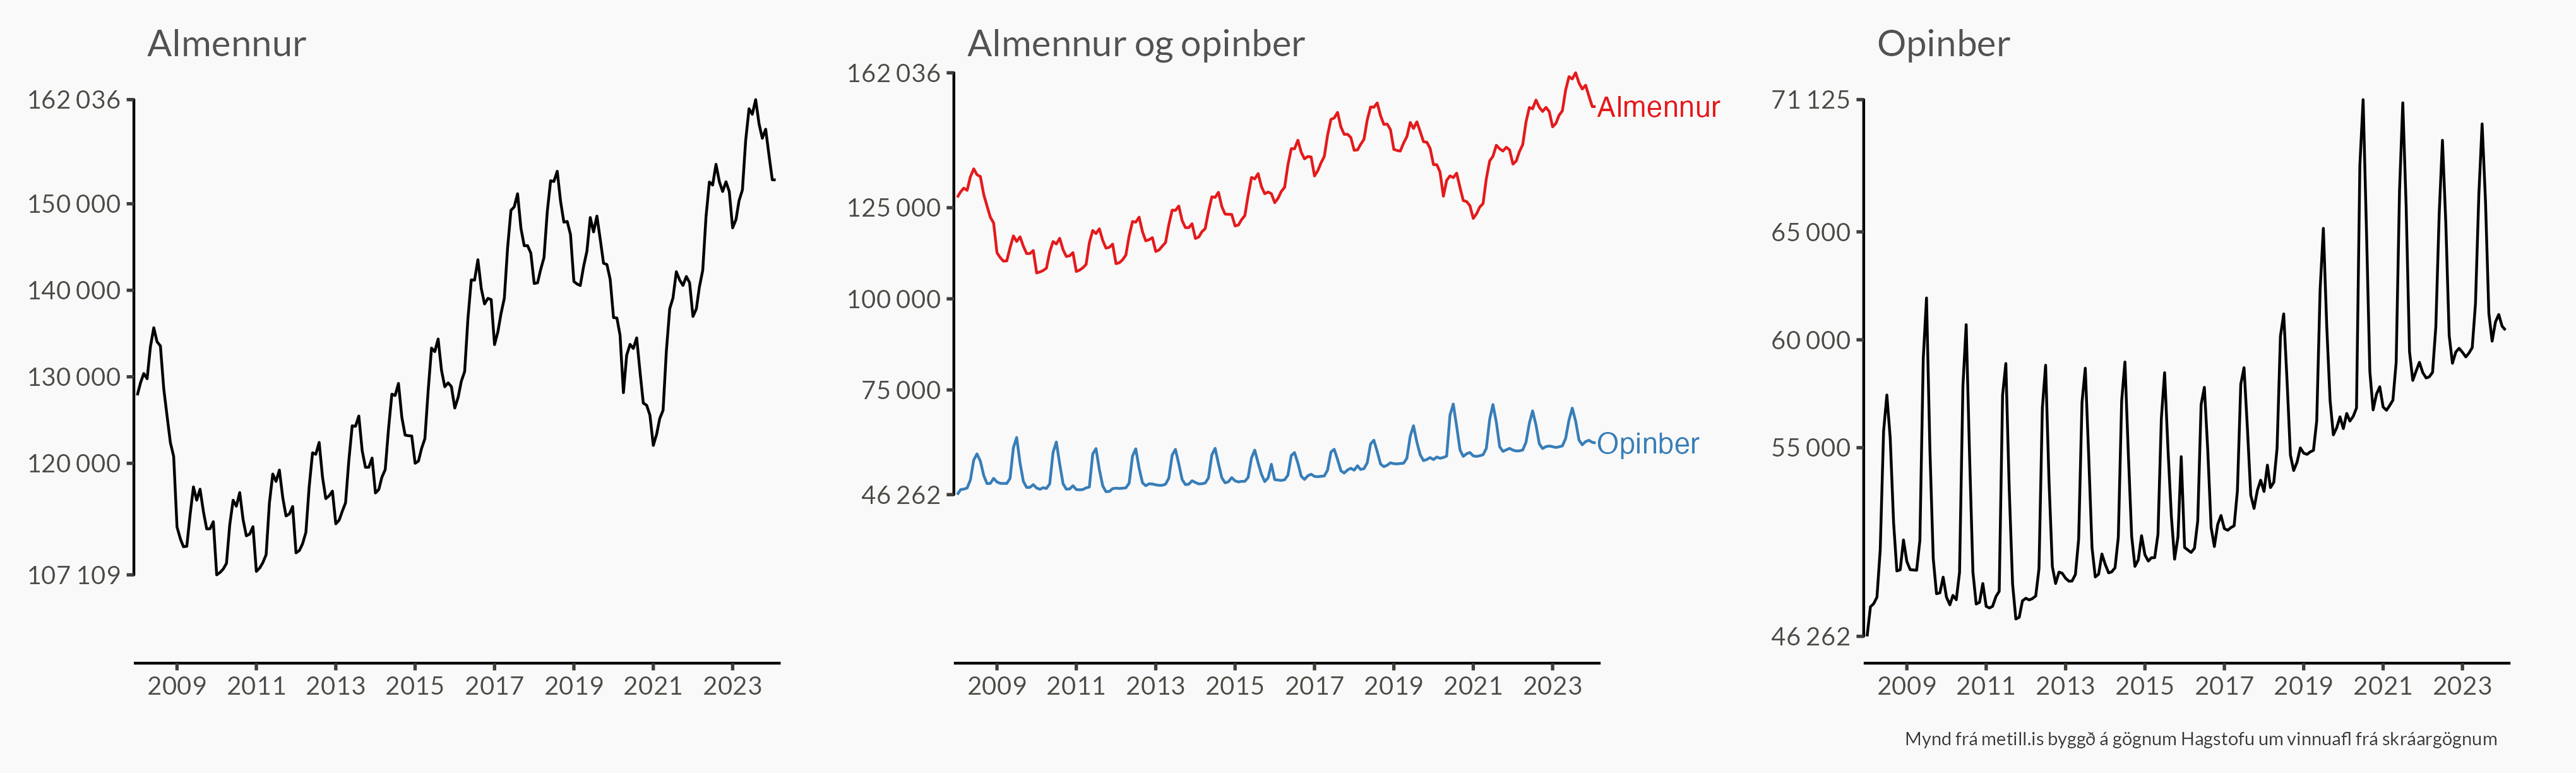 Almennur
162 036
150 000
140 000
130 000
120 000
107 109
2009 2011 2013 2015 2017 2019 2021 2023
Almennur og opinber
162 036
125 000
100 000
75 000
46 262
Almennur
Opinber
2009 2011 2013 2015 2017 2019 2021 2023
Opinber
71 125
65 000
60 000
55 000
46 262
2009 2011 2013 2015 2017 2019 2021 2023
Mynd frá metill.is byggð á gögnum Hagstofu um vinnuafl frá skráargögnum